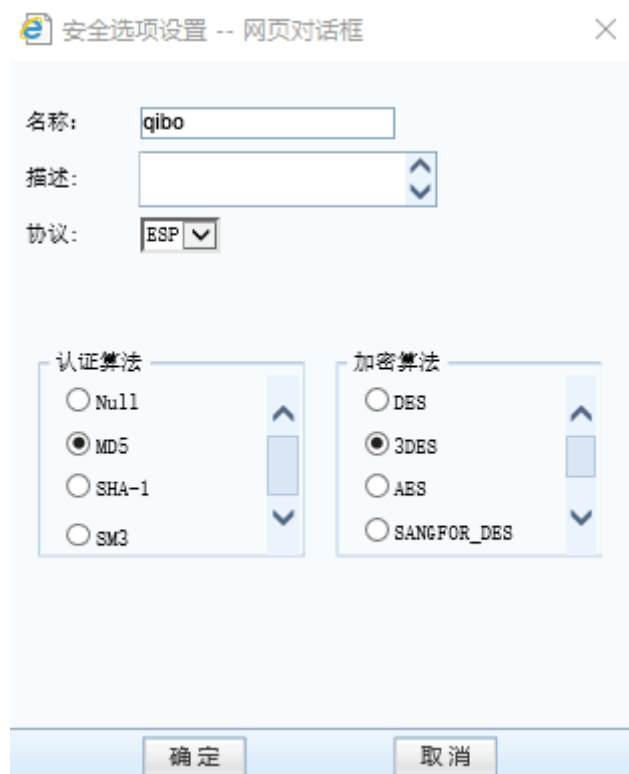 安全选项设置 -- 网页对话框
名称:
qibo
描述:
协议:
ESP
认证算法
Null
MD5
SHA-1
SM3
加密算法
DES
3DES
AES
SANGFOR_DES
确定
取消